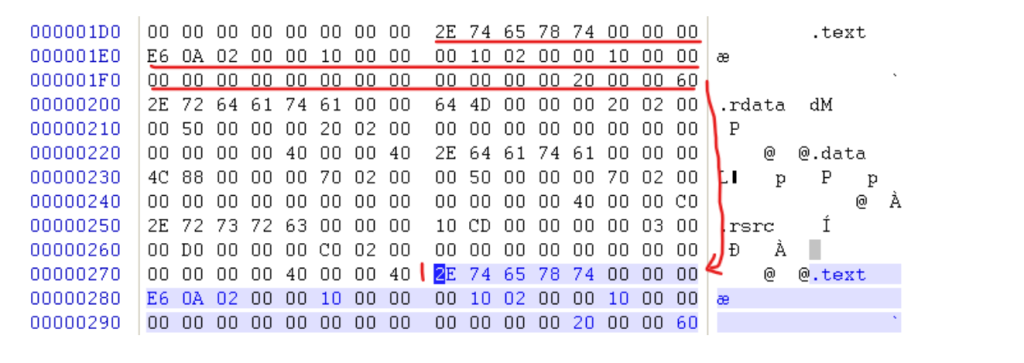 000001D0 00 00 00 00 00 00 00 00 2E 74 65 78 74 00 00 00 .text
000001E0 E6 0A 02 00 00 10 00 00 00 10 02 00 00 10 00 00 æ
000001F0 00 00 00 00 00 00 00 00 00 00 00 00 20 00 00 60 `
00000200 2E 72 64 61 74 61 00 00 64 4D 00 00 00 20 02 00 .rdata dM
00000210 00 50 00 00 00 20 02 00 00 00 00 00 00 00 00 00 P
00000220 00 00 00 00 40 00 00 40 2E 64 61 74 61 00 00 00 @ @.data
00000230 4C 88 00 00 00 70 02 00 00 50 00 00 00 70 02 00 L p P p
00000240 00 00 00 00 00 00 00 00 00 00 00 00 40 00 00 C0 @ À
00000250 2E 72 73 72 63 00 00 00 10 CD 00 00 00 00 03 00 .rsrc Í
00000260 00 D0 00 00 00 C0 02 00 00 00 00 00 00 00 00 00 Ð À
00000270 00 00 00 00 40 00 00 40 2E 74 65 78 74 00 00 00 @ @.text
00000280 E6 0A 02 00 00 10 00 00 00 10 02 00 00 10 00 00 æ
00000290 00 00 00 00 00 00 00 00 00 00 00 00 20 00 00 60 `